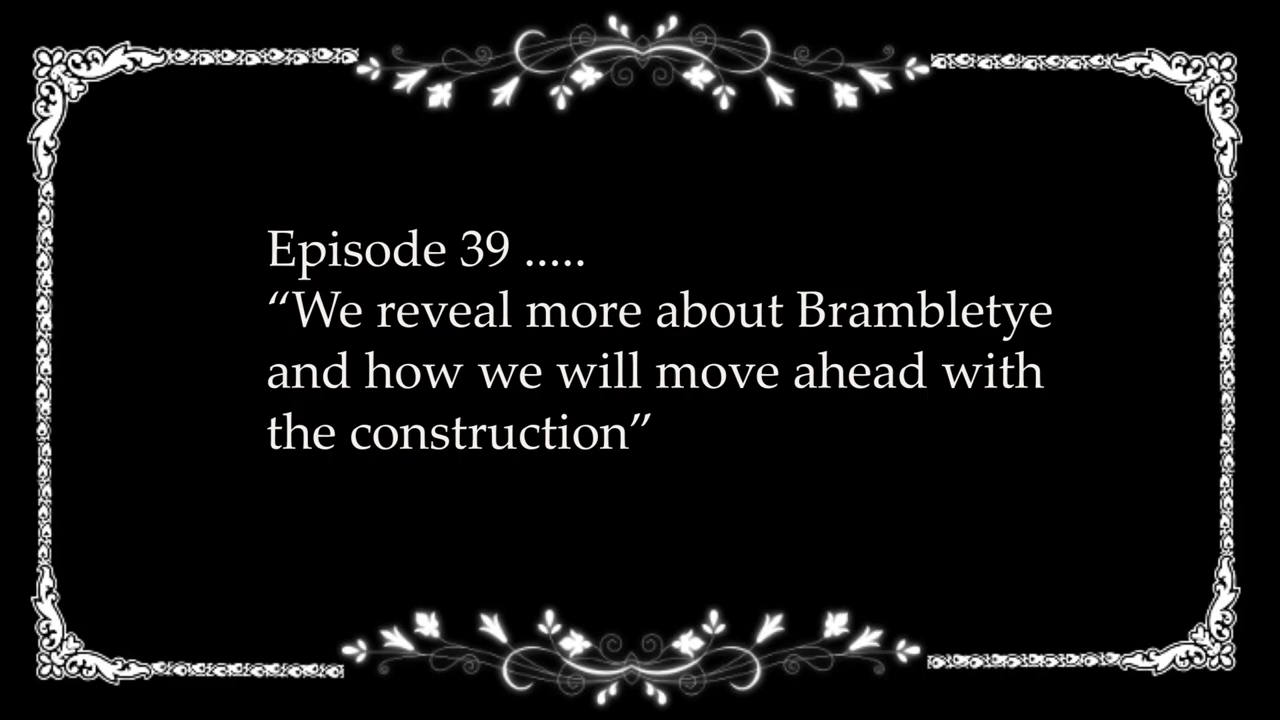 Episode 39 .....
“We reveal more about Brambletye
and how we will move ahead with
the construction”